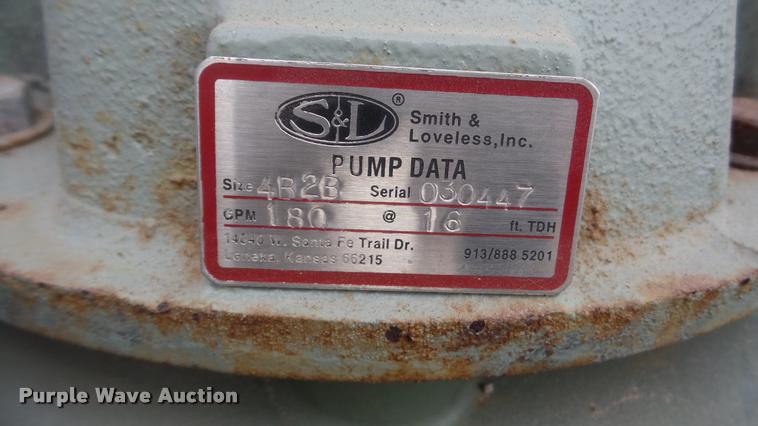 S&L ®
Smith &
Loveless, Inc.
PUMP DATA
Size 4B2B Serial 030447
GPM 180 @ 16 ft. TDH
14040 W. Santa Fe Trail Dr.
Lenexa, Kansas 66215 913/888 5201
Purple Wave Auction